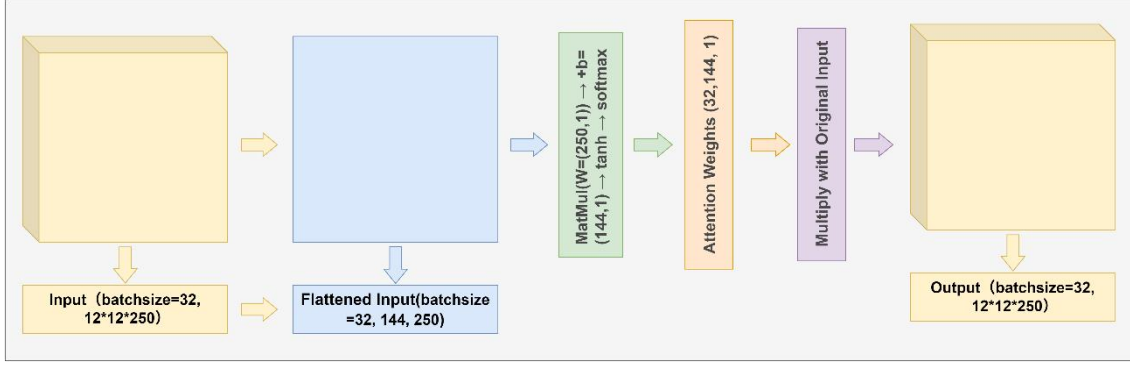 Input（batchsize=32,
12*12*250）
Flattened Input(batchsize
=32, 144, 250)
MatMul(W=(250,1)) → +b=
(144,1) → tanh → softmax
Attention Weights (32,144, 1)
Multiply with Original Input
Output（batchsize=32,
12*12*250）